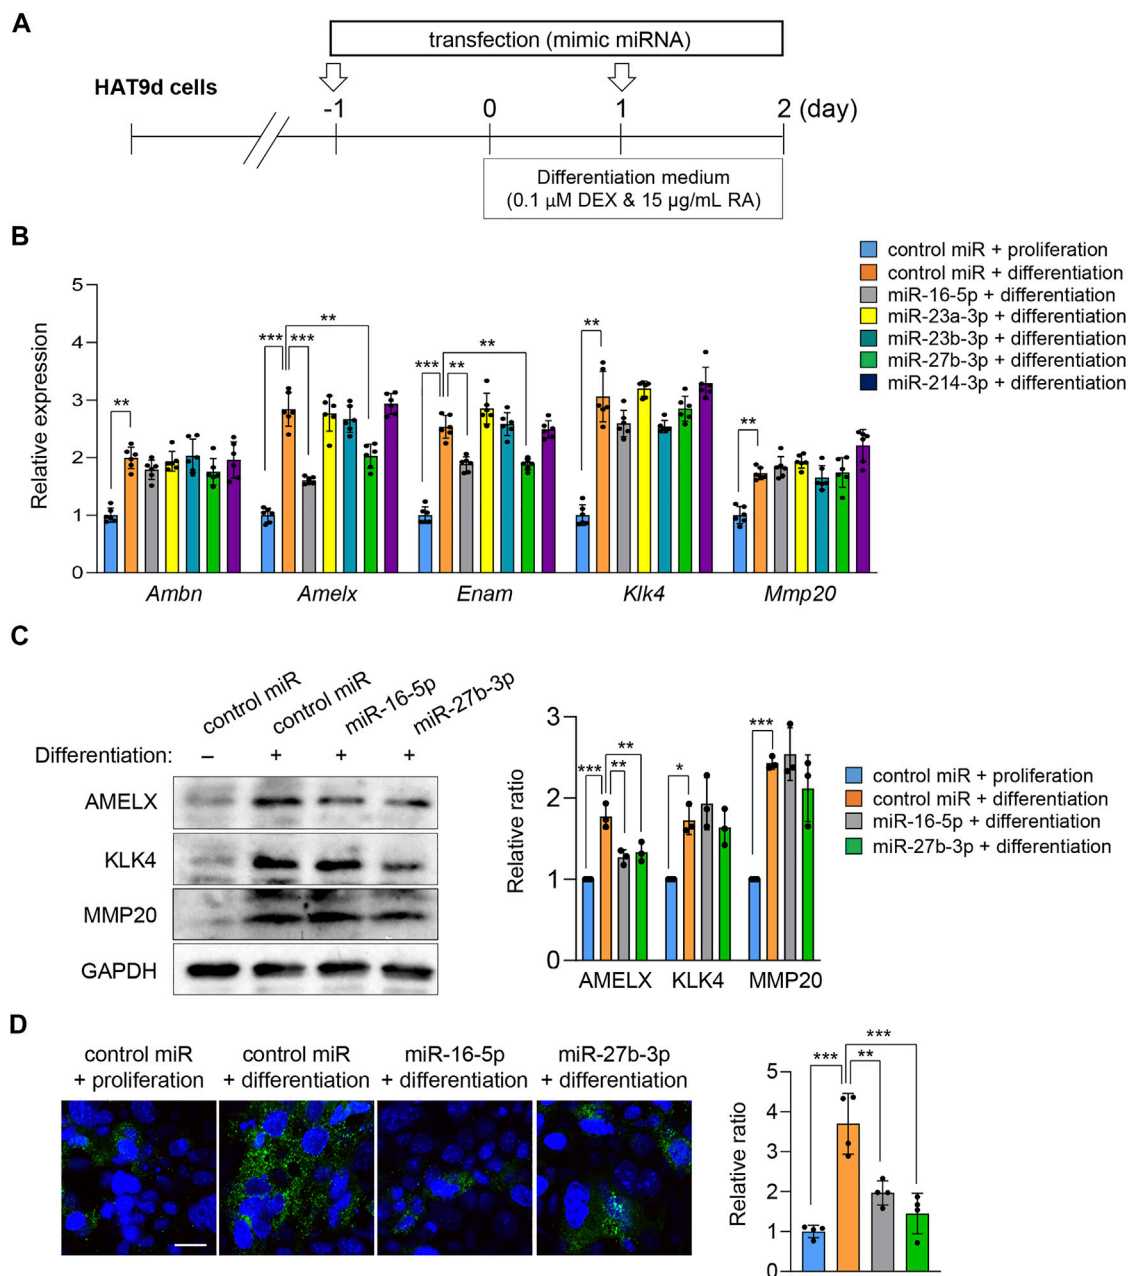 A
transfection (mimic miRNA)
HAT9d cells
-1
0
1
2 (day)
Differentiation medium
(0.1 µM DEX & 15 µg/mL RA)
B
control miR + proliferation
control miR + differentiation
miR-16-5p + differentiation
miR-23a-3p + differentiation
miR-23b-3p + differentiation
miR-27b-3p + differentiation
miR-214-3p + differentiation
Relative expression
5
4
3
2
1
0
**
*** *** **
*** ** **
**
**
Ambn Amelx Enam Klk4 Mmp20
C
control miR
control miR
miR-16-5p
miR-27b-3p
Differentiation: – + + +
AMELX
KLK4
MMP20
GAPDH
Relative ratio
3
2
1
0
*** ** **
*
***
AMELX KLK4 MMP20
control miR + proliferation
control miR + differentiation
miR-16-5p + differentiation
miR-27b-3p + differentiation
D
control miR
+ proliferation
control miR
+ differentiation
miR-16-5p
+ differentiation
miR-27b-3p
+ differentiation
Relative ratio
5
4
3
2
1
0
***
**
***